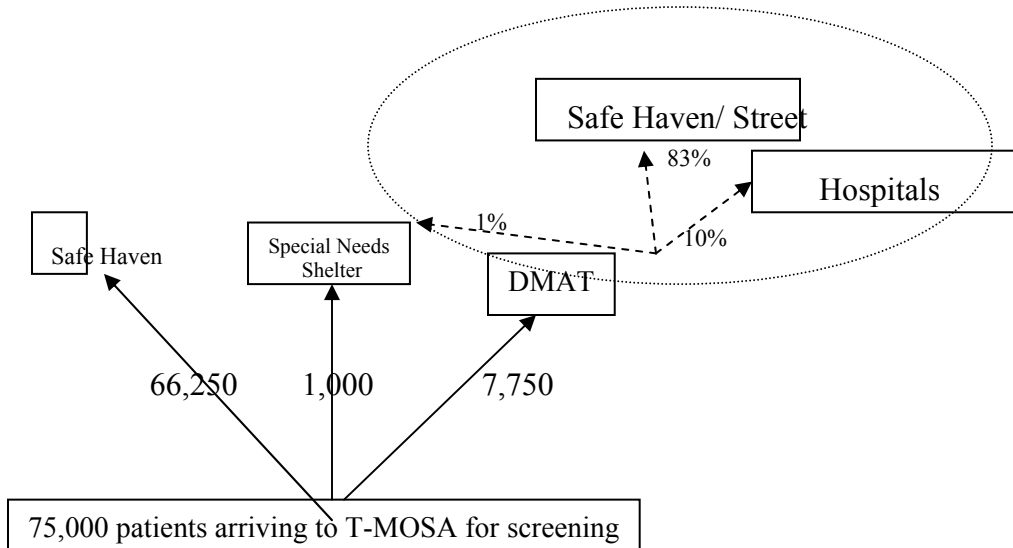 Safe Haven/ Street
83%
Hospitals
1%
10%
Safe Haven
Special Needs
Shelter
DMAT
66,250
1,000
7,750
75,000 patients arriving to T-MOSA for screening